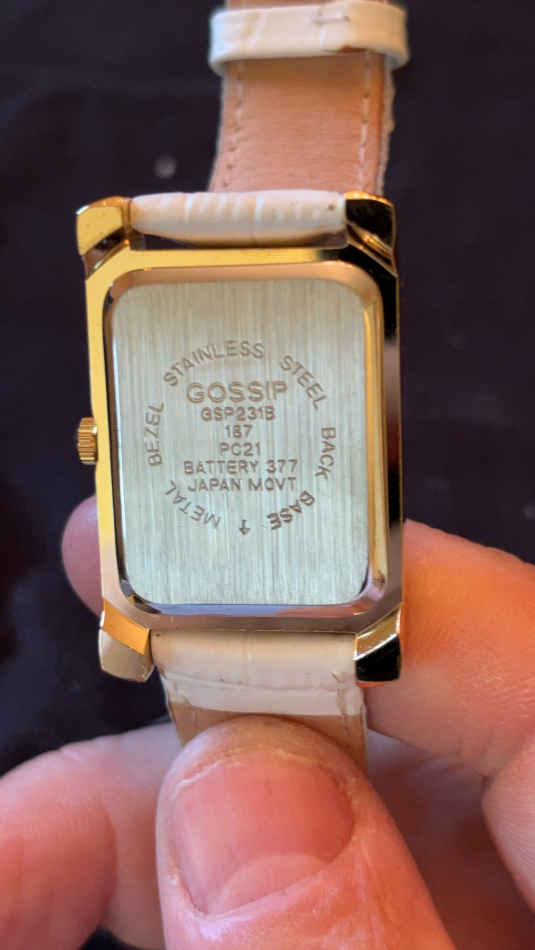 BASE METAL BEZEL STAINLESS STEEL BACK
GOSSIP
GSP231B
187
PC21
BATTERY 377
JAPAN MOVT